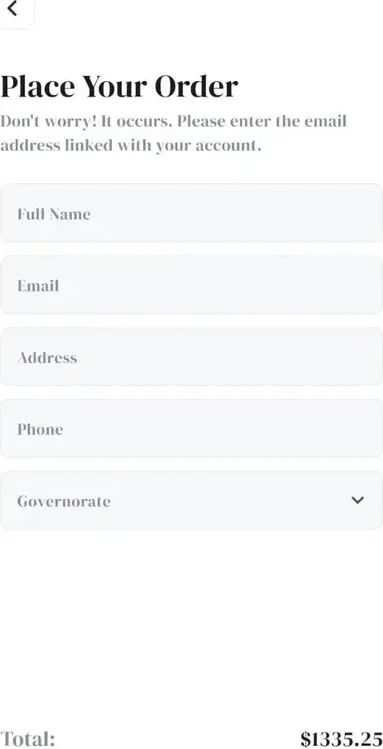 Place Your Order
Don't worry! It occurs. Please enter the email
address linked with your account.
Full Name
Email
Address
Phone
Governorate
Total: $1335.25